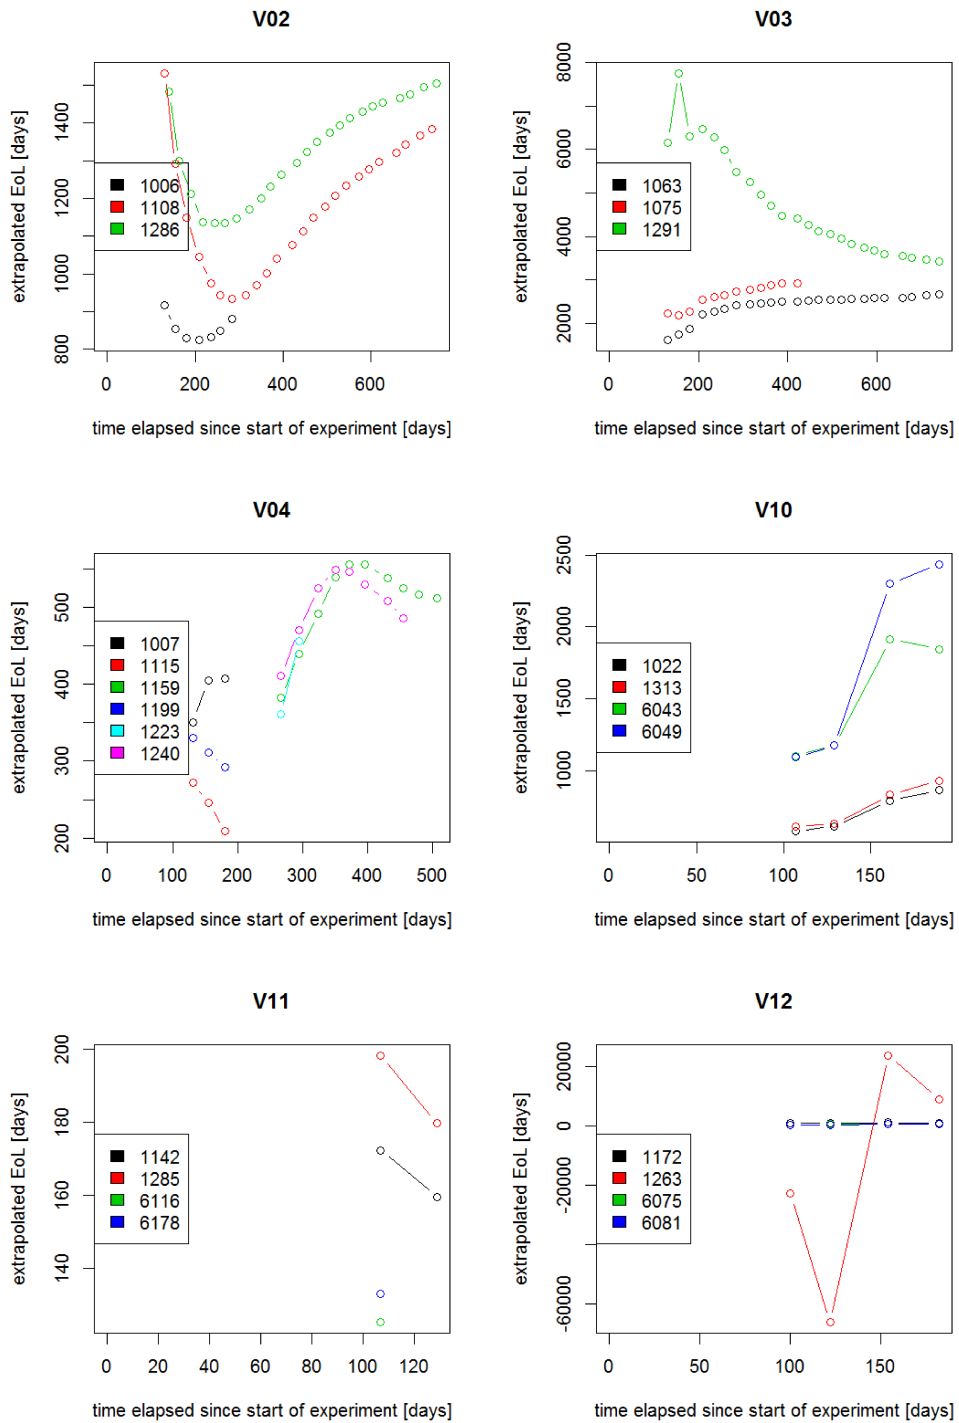 V02
extrapolated EoL [days]
800 1000 1200 1400
1006
1108
1286
0 200 400 600
time elapsed since start of experiment [days]
V03
extrapolated EoL [days]
2000 4000 6000 8000
1063
1075
1291
0 200 400 600
time elapsed since start of experiment [days]
V04
extrapolated EoL [days]
200 300 400 500
1007
1115
1159
1199
1223
1240
0 100 200 300 400 500
time elapsed since start of experiment [days]
V10
extrapolated EoL [days]
1000 1500 2000 2500
1022
1313
6043
6049
0 50 100 150
time elapsed since start of experiment [days]
V11
extrapolated EoL [days]
140 160 180 200
1142
1285
6116
6178
0 20 40 60 80 100 120
time elapsed since start of experiment [days]
V12
extrapolated EoL [days]
-60000 -20000 0 20000
1172
1263
6075
6081
0 50 100 150
time elapsed since start of experiment [days]